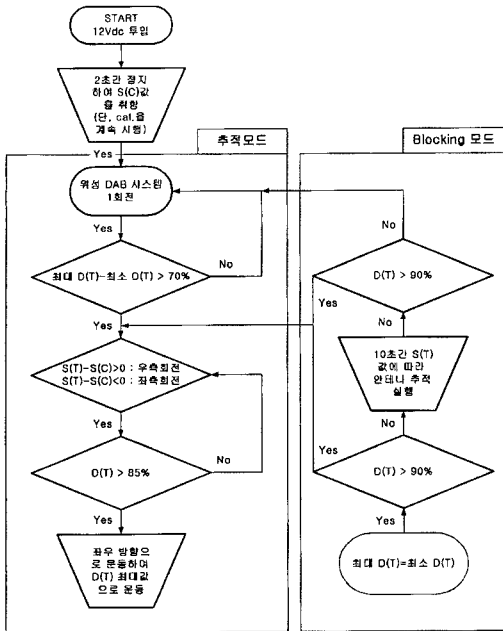 START
12Vdc 투입
2초간 정지
하여 S(C)값
을 취함
(단, cal.을
계속 시행)
Yes
추적모드
위성 DAB 시스템
1회전
Yes
최대 D(T)-최소 D(T) > 70%
No
Yes
S(T)-S(C)>0 : 우측회전
S(T)-S(C)<0 : 좌측회전
Yes
D(T) > 85%
No
Yes
좌우 방향으
로 운동하여
D(T) 최대값
으로 운동
Blocking 모드
No
D(T) > 90%
Yes
No
10초간 S(T)
값에 따라
안테나 추적
실행
No
Yes
D(T) > 90%
Yes
최대 D(T)=최소 D(T)